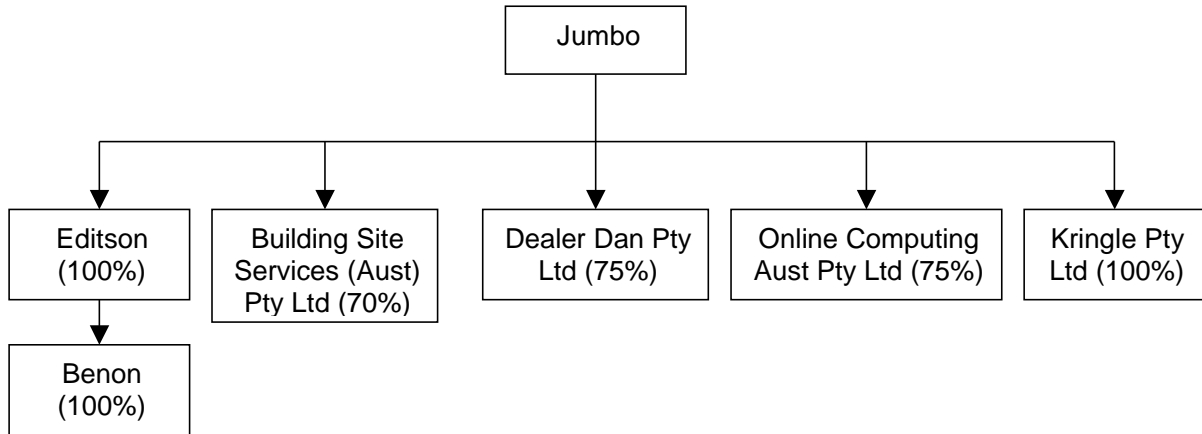 Jumbo
Editson
(100%)
Building Site
Services (Aust)
Pty Ltd (70%)
Dealer Dan Pty
Ltd (75%)
Online Computing
Aust Pty Ltd (75%)
Kringle Pty
Ltd (100%)
Benon
(100%)